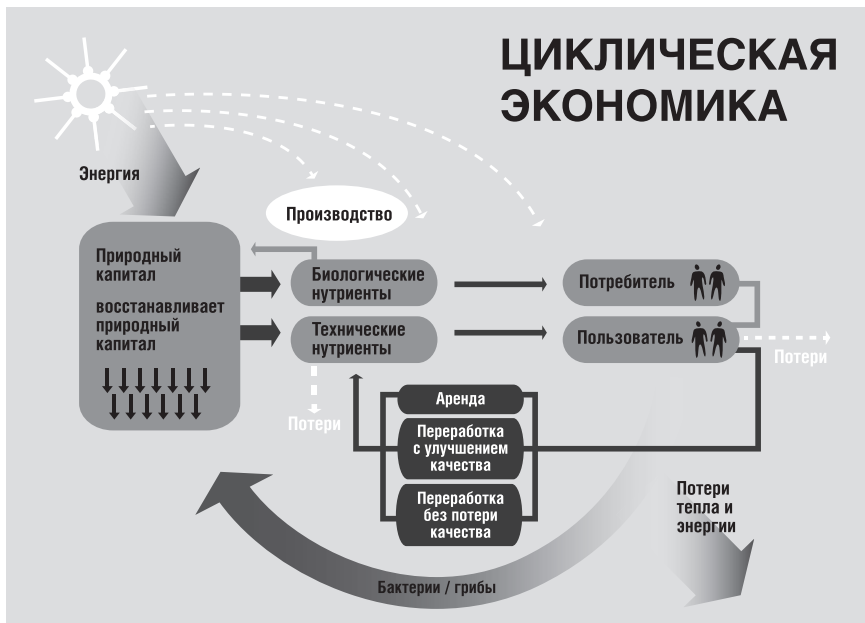 ЦИКЛИЧЕСКАЯ
ЭКОНОМИКА
Энергия
Производство
Природный
капитал
восстанавливает
природный
капитал
Биологические
нутриенты
Технические
нутриенты
Потребитель
Пользователь
Потери
Потери
Аренда
Переработка
с улучшением
качества
Переработка
без потери
качества
Потери
тепла и
энергии
Бактерии / грибы